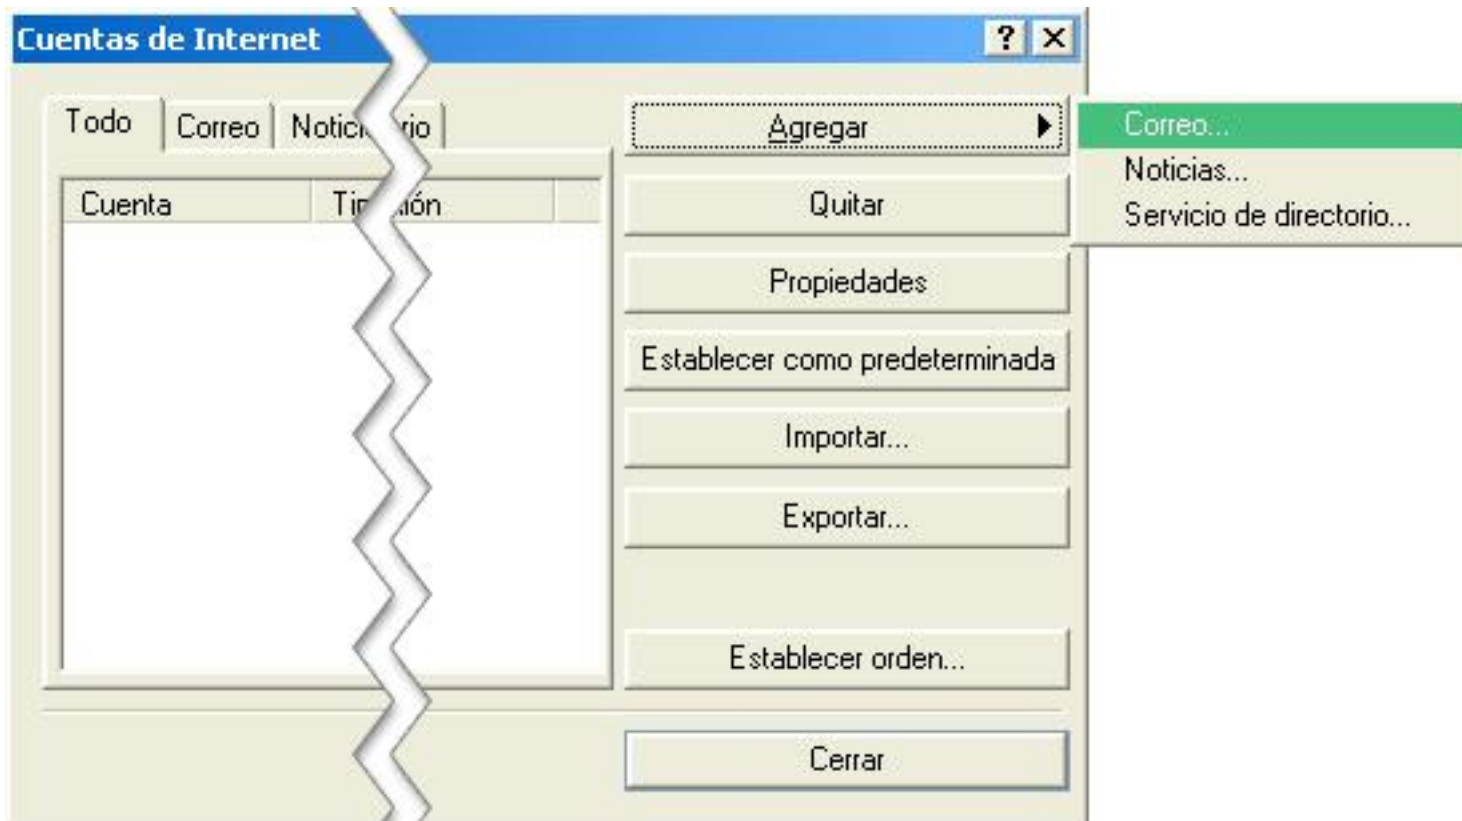 Cuentas de Internet
Todo Correo Noticiario
Agregar
Correo...
Noticias...
Servicio de directorio...
Cuenta
Quitar
Propiedades
Establecer como predeterminada
Importar...
Exportar...
Establecer orden...
Cerrar